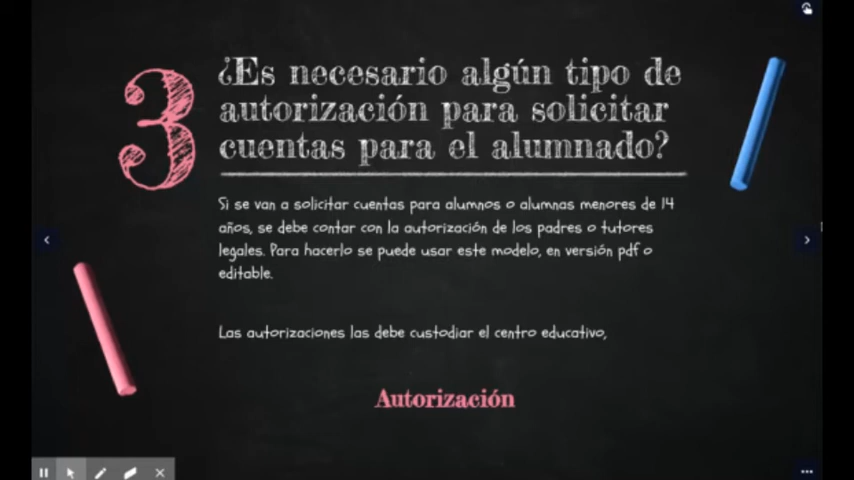 3
¿Es necesario algún tipo de
autorización para solicitar
cuentas para el alumnado?
Si se van a solicitar cuentas para alumnos o alumnas menores de 14
años, se debe contar con la autorización de los padres o tutores
legales. Para hacerlo se puede usar este modelo, en versión pdf o
editable.
Las autorizaciones las debe custodiar el centro educativo,
Autorización